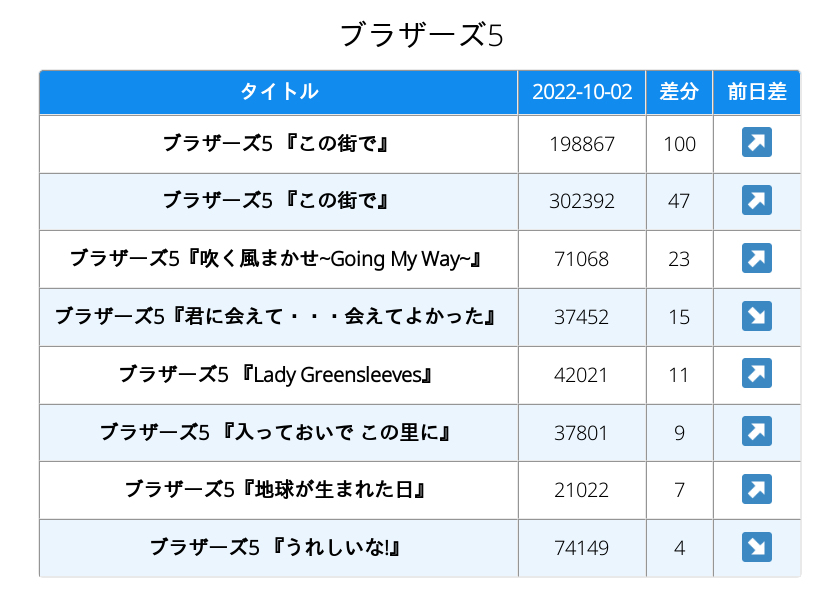 ブラザーズ5
タイトル 2022-10-02 差分 前日差
ブラザーズ5 『この街で』 198867 100 ↗
ブラザーズ5 『この街で』 302392 47 ↗
ブラザーズ5『吹く風まかせ~Going My Way~』 71068 23 ↗
ブラザーズ5『君に会えて・・・会えてよかった』 37452 15 ↘
ブラザーズ5 『Lady Greensleeves』 42021 11 ↗
ブラザーズ5 『入っておいで この里に』 37801 9 ↗
ブラザーズ5『地球が生まれた日』 21022 7 ↗
ブラザーズ5 『うれしいな!』 74149 4 ↘